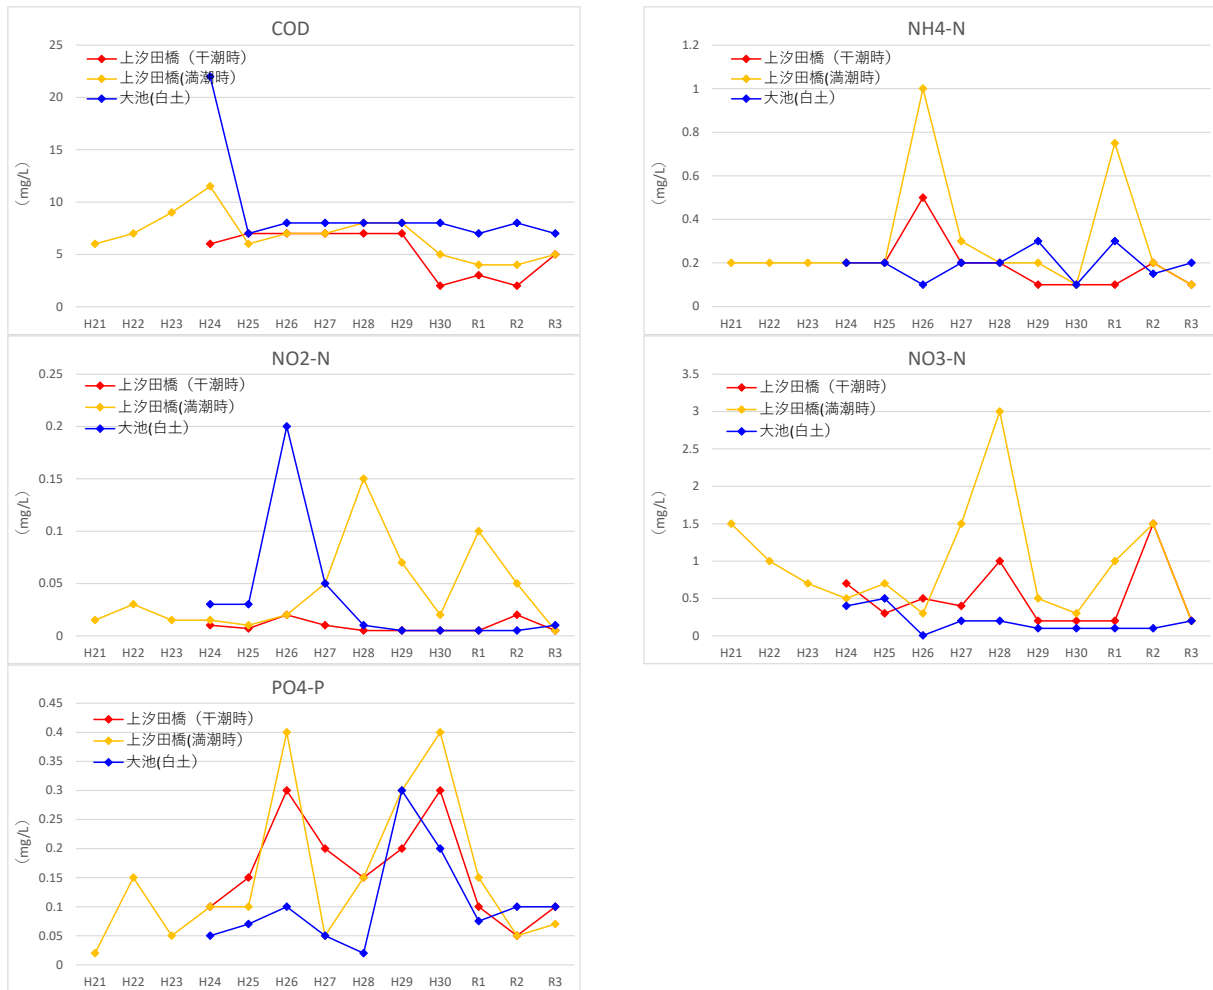 COD
上汐田橋（干潮時）
上汐田橋(満潮時)
大池(白土）
（mg/L）
25
20
15
10
5
0
H21 H22 H23 H24 H25 H26 H27 H28 H29 H30 R1 R2 R3
NH4-N
上汐田橋（干潮時）
上汐田橋(満潮時）
大池(白土）
（mg/L）
1.2
1
0.8
0.6
0.4
0.2
0
H21 H22 H23 H24 H25 H26 H27 H28 H29 H30 R1 R2 R3
NO2-N
上汐田橋（干潮時）
上汐田橋(満潮時）
大池(白土）
（mg/L）
0.25
0.2
0.15
0.1
0.05
0
H21 H22 H23 H24 H25 H26 H27 H28 H29 H30 R1 R2 R3
NO3-N
上汐田橋（干潮時）
上汐田橋(満潮時）
大池(白土）
（mg/L）
3.5
3
2.5
2
1.5
1
0.5
0
H21 H22 H23 H24 H25 H26 H27 H28 H29 H30 R1 R2 R3
PO4-P
上汐田橋（干潮時）
上汐田橋(満潮時）
大池(白土）
（mg/L）
0.45
0.4
0.35
0.3
0.25
0.2
0.15
0.1
0.05
0
H21 H22 H23 H24 H25 H26 H27 H28 H29 H30 R1 R2 R3